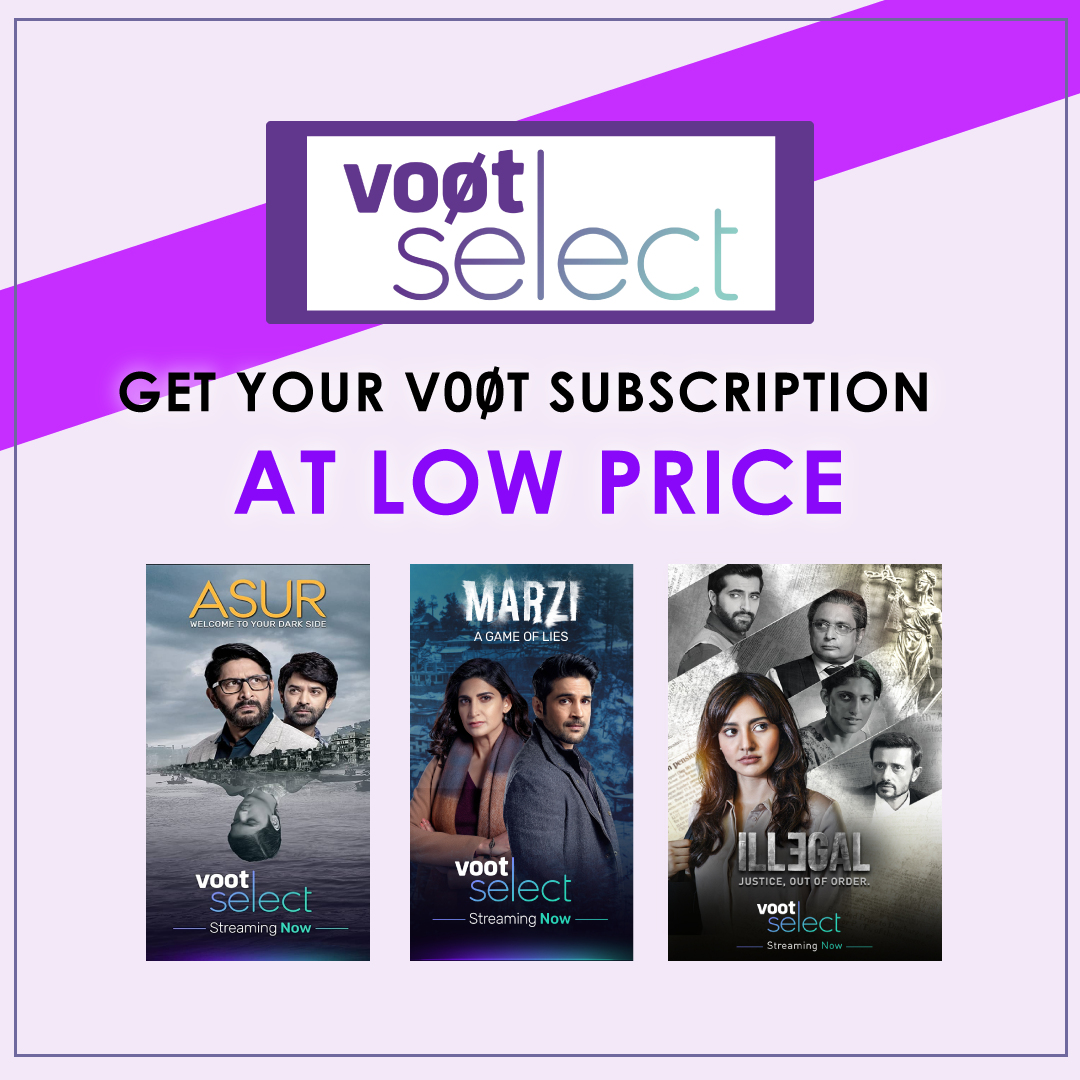 voøt
select
GET YOUR V0Ø​T SUBSCRIPTION
AT LOW PRICE
ASUR
WELCOME TO YOUR DARK SIDE
voot
select
Streaming Now
MARZI
A GAME OF LIES
voot
select
Streaming Now
ILLEGAL
JUSTICE, OUT OF ORDER.
voot
select
Streaming Now